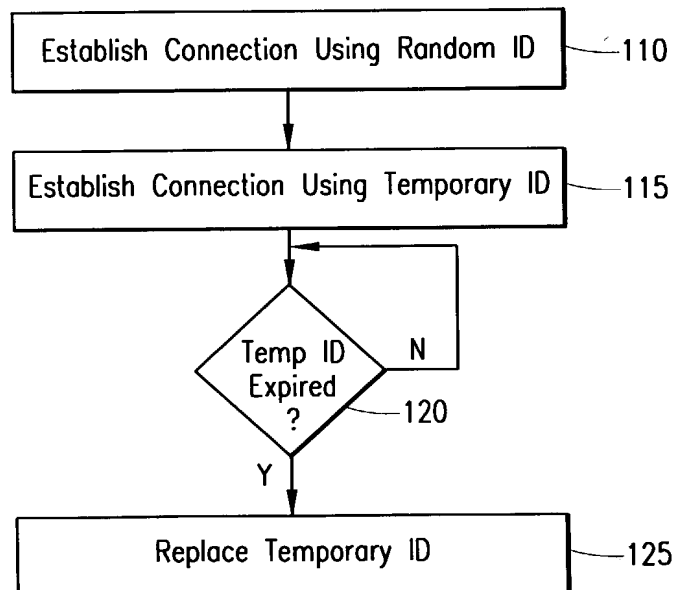 Establish Connection Using Random ID 110
Establish Connection Using Temporary ID 115
Temp ID
Expired
?
N
120
Y
Replace Temporary ID 125